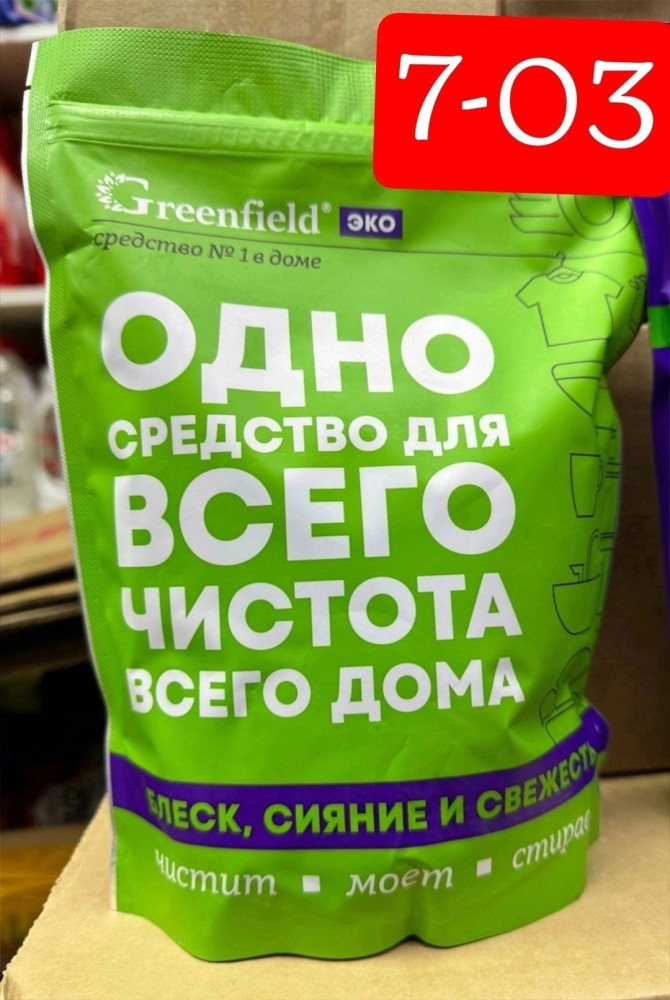 7-03
Greenfield® эко
средство № 1 в доме
ОДНО
СРЕДСТВО ДЛЯ
ВСЕГО
ЧИСТОТА
ВСЕГО ДОМА
БЛЕСК, СИЯНИЕ И СВЕЖЕСТЬ
чистит ▪ моет ▪ стирае